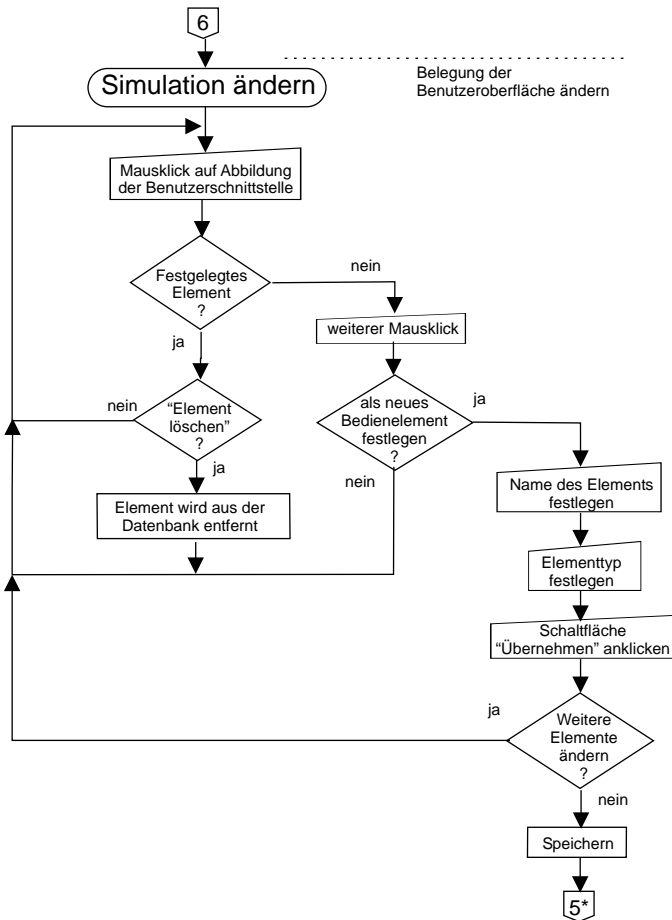 6
Simulation ändern
Belegung der
Benutzeroberfläche ändern
Mausklick auf Abbildung
der Benutzerschnittstelle
Festgelegtes
Element
?
nein
ja
weiterer Mausklick
nein
“Element
löschen”
?
ja
als neues
Bedienelement
festlegen
?
ja
nein
Element wird aus der
Datenbank entfernt
Name des Elements
festlegen
Elementtyp
festlegen
Schaltfläche
“Übernehmen” anklicken
ja
Weitere
Elemente
ändern
?
nein
Speichern
5*